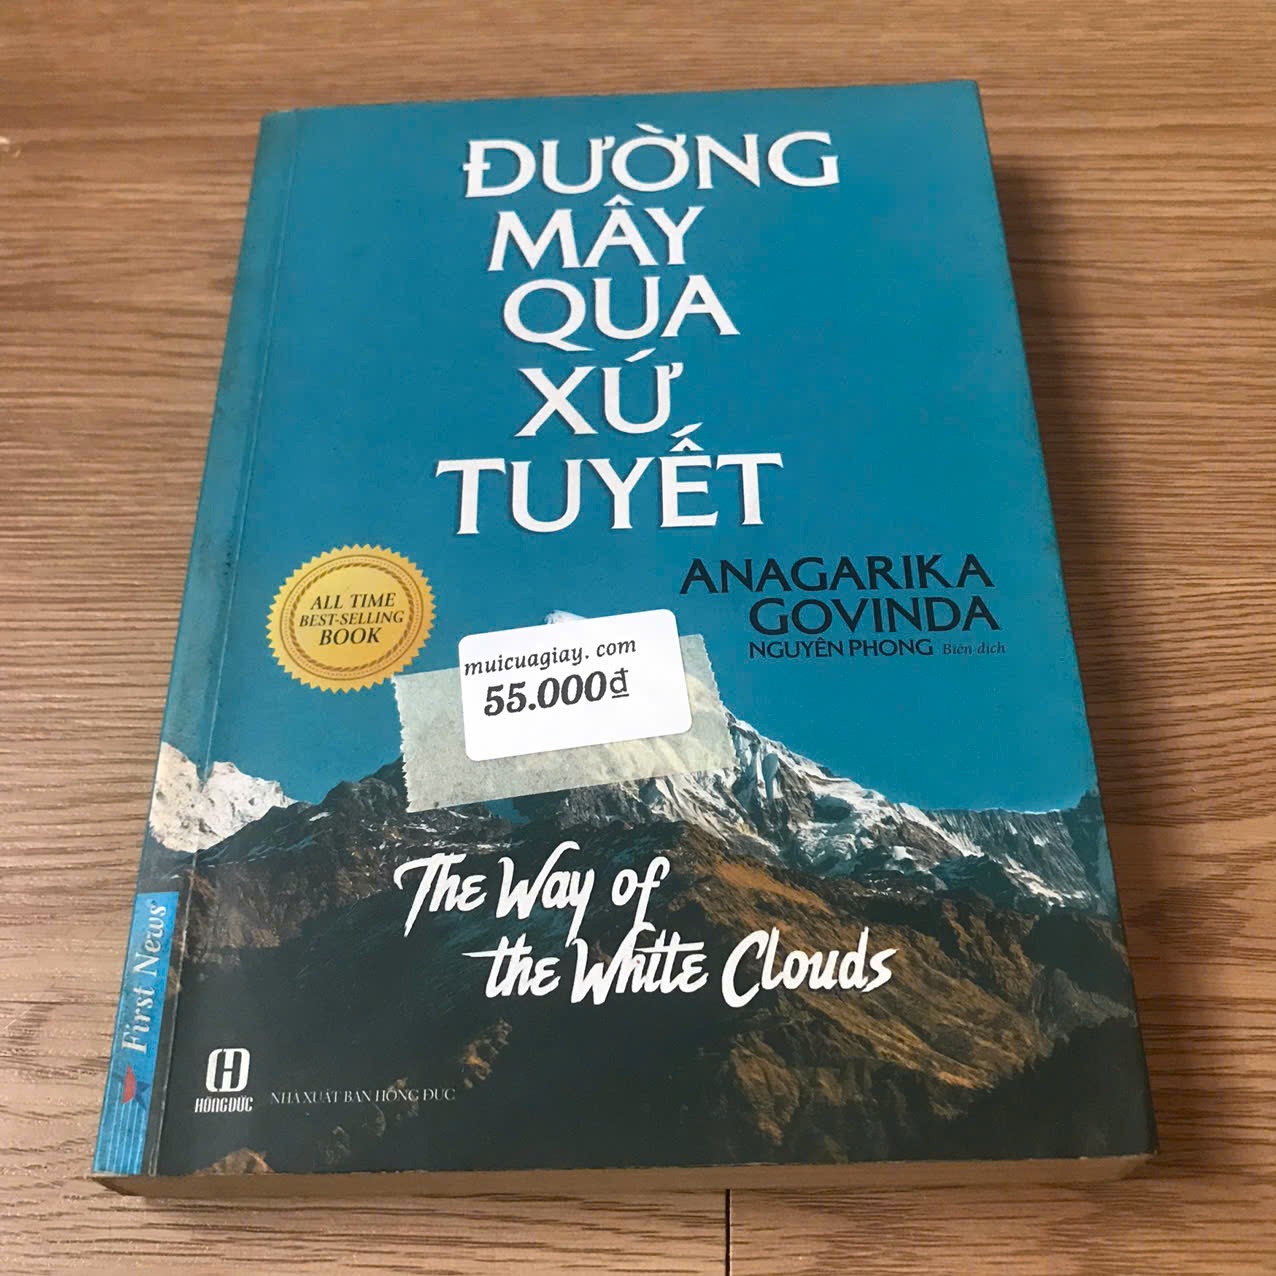 ĐƯỜNG
MÂY
QUA
XỨ
TUYẾT
ANAGARIKA
GOVINDA
NGUYÊN PHONG Biên dịch
ALL TIME
BEST-SELLING
BOOK
muicuagiay. com
55.000₫
The Way of
the White Clouds
First News
HỒNG ĐỨC
NHÀ XUẤT BẢN HỒNG ĐỨC